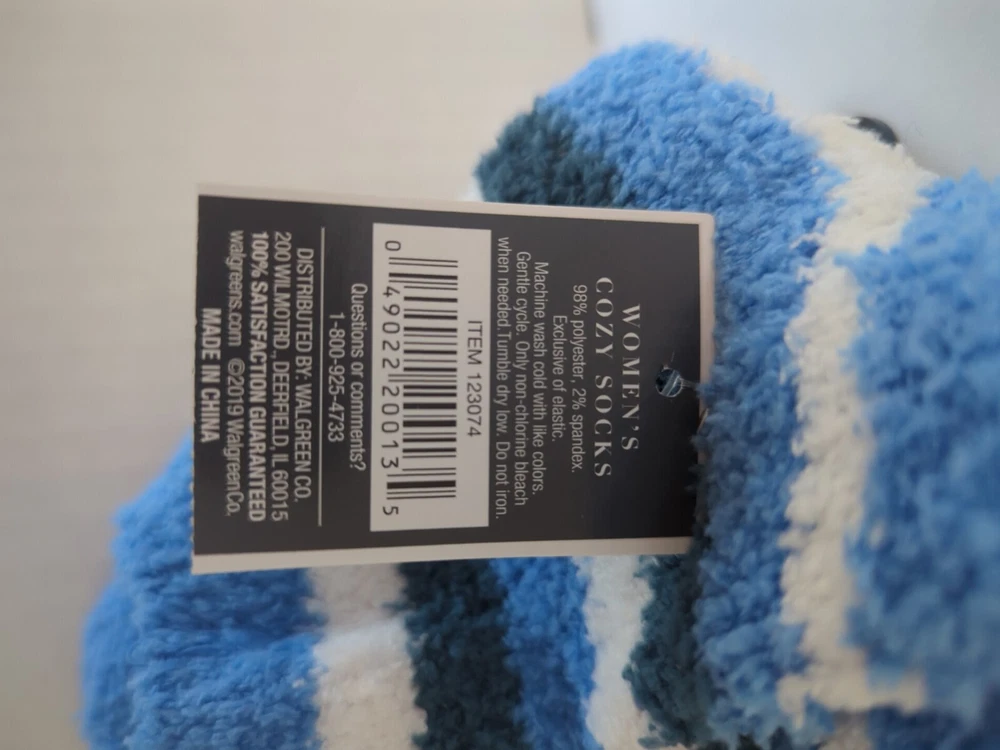 WOMEN'S
COZY SOCKS
98% polyester, 2% spandex.
Exclusive of elastic.
Machine wash cold with like colors.
Gentle cycle. Only non-chlorine bleach
when needed.Tumble dry low. Do not iron.
ITEM 123074
0 49022 20013 5
Questions or comments?
1-800-925-4733
DISTRIBUTED BY: WALGREEN CO.
200 WILMOT RD., DEERFIELD, IL 60015
100% SATISFACTION GUARANTEED
walgreens.com ©2019 Walgreen Co.
MADE IN CHINA